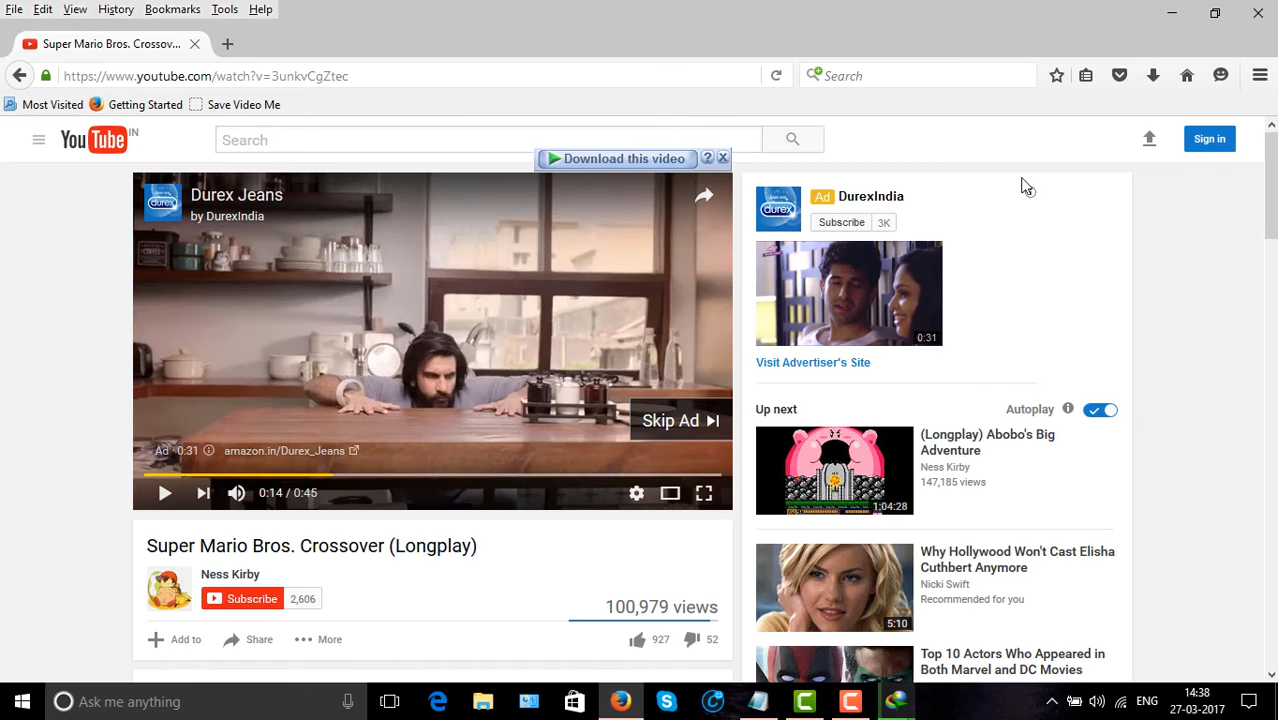 File Edit View History Bookmarks Tools Help
Super Mario Bros. Crossov...
https://www.youtube.com/watch?v=3unkvCgZtec
Search
Most Visited Getting Started Save Video Me
YouTube IN
Search
Sign in
Download this video ?
Durex Jeans
by DurexIndia
durex
Skip Ad
Ad · 0:31 amazon.in/Durex_Jeans
0:14 / 0:45
Super Mario Bros. Crossover (Longplay)
Ness Kirby
Subscribe 2,606
100,979 views
Add to Share More
927 52
durex
Ad DurexIndia
Subscribe 3K
0:31
Visit Advertiser's Site
Up next Autoplay
(Longplay) Abobo's Big
Adventure
Ness Kirby
147,185 views
1:04:28
Why Hollywood Won't Cast Elisha
Cuthbert Anymore
Nicki Swift
Recommended for you
5:10
Top 10 Actors Who Appeared in
Both Marvel and DC Movies
Ask me anything
ENG
14:38
27-03-2017